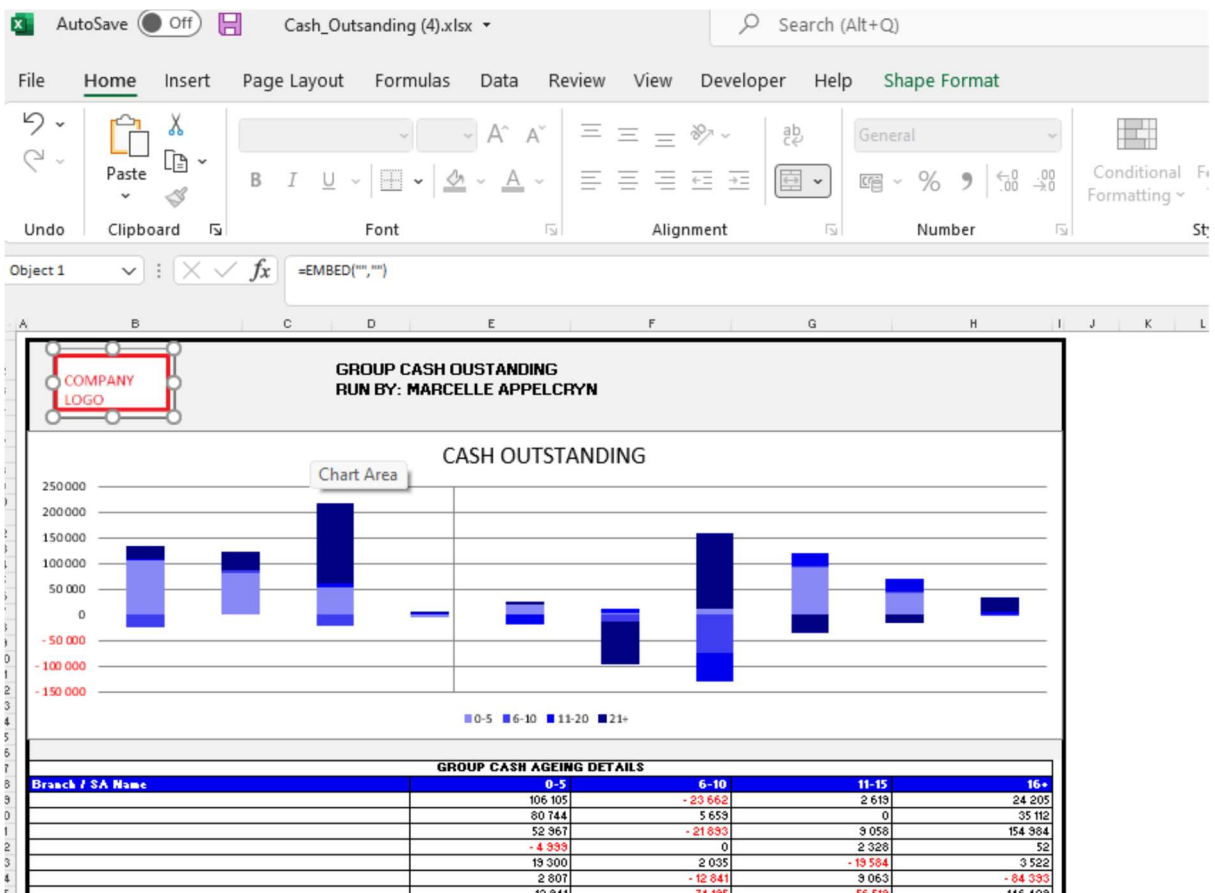 AutoSave Off Cash_Outsanding (4).xlsx Search (Alt+Q)
File Home Insert Page Layout Formulas Data Review View Developer Help Shape Format
Paste
General
Conditional
Formatting
Undo Clipboard Font Alignment Number
Object 1 fx =EMBED("","")
A B C D E F G H I J K L
COMPANY
LOGO
GROUP CASH OUSTANDING
RUN BY: MARCELLE APPELCRYN
CASH OUTSTANDING
Chart Area
250 000
200 000
150 000
100 000
50 000
0
- 50 000
- 100 000
- 150 000
0-5 6-10 11-20 21+
GROUP CASH AGEING DETAILS
Branch / SA Name 0-5 6-10 11-15 16+
106 105 - 23 662 2 619 24 205
80 744 5 659 0 35 112
52 967 - 21 893 9 058 154 984
- 4 999 0 2 328 52
19 300 2 035 - 19 584 3 522
2 807 - 12 841 9 063 - 84 393